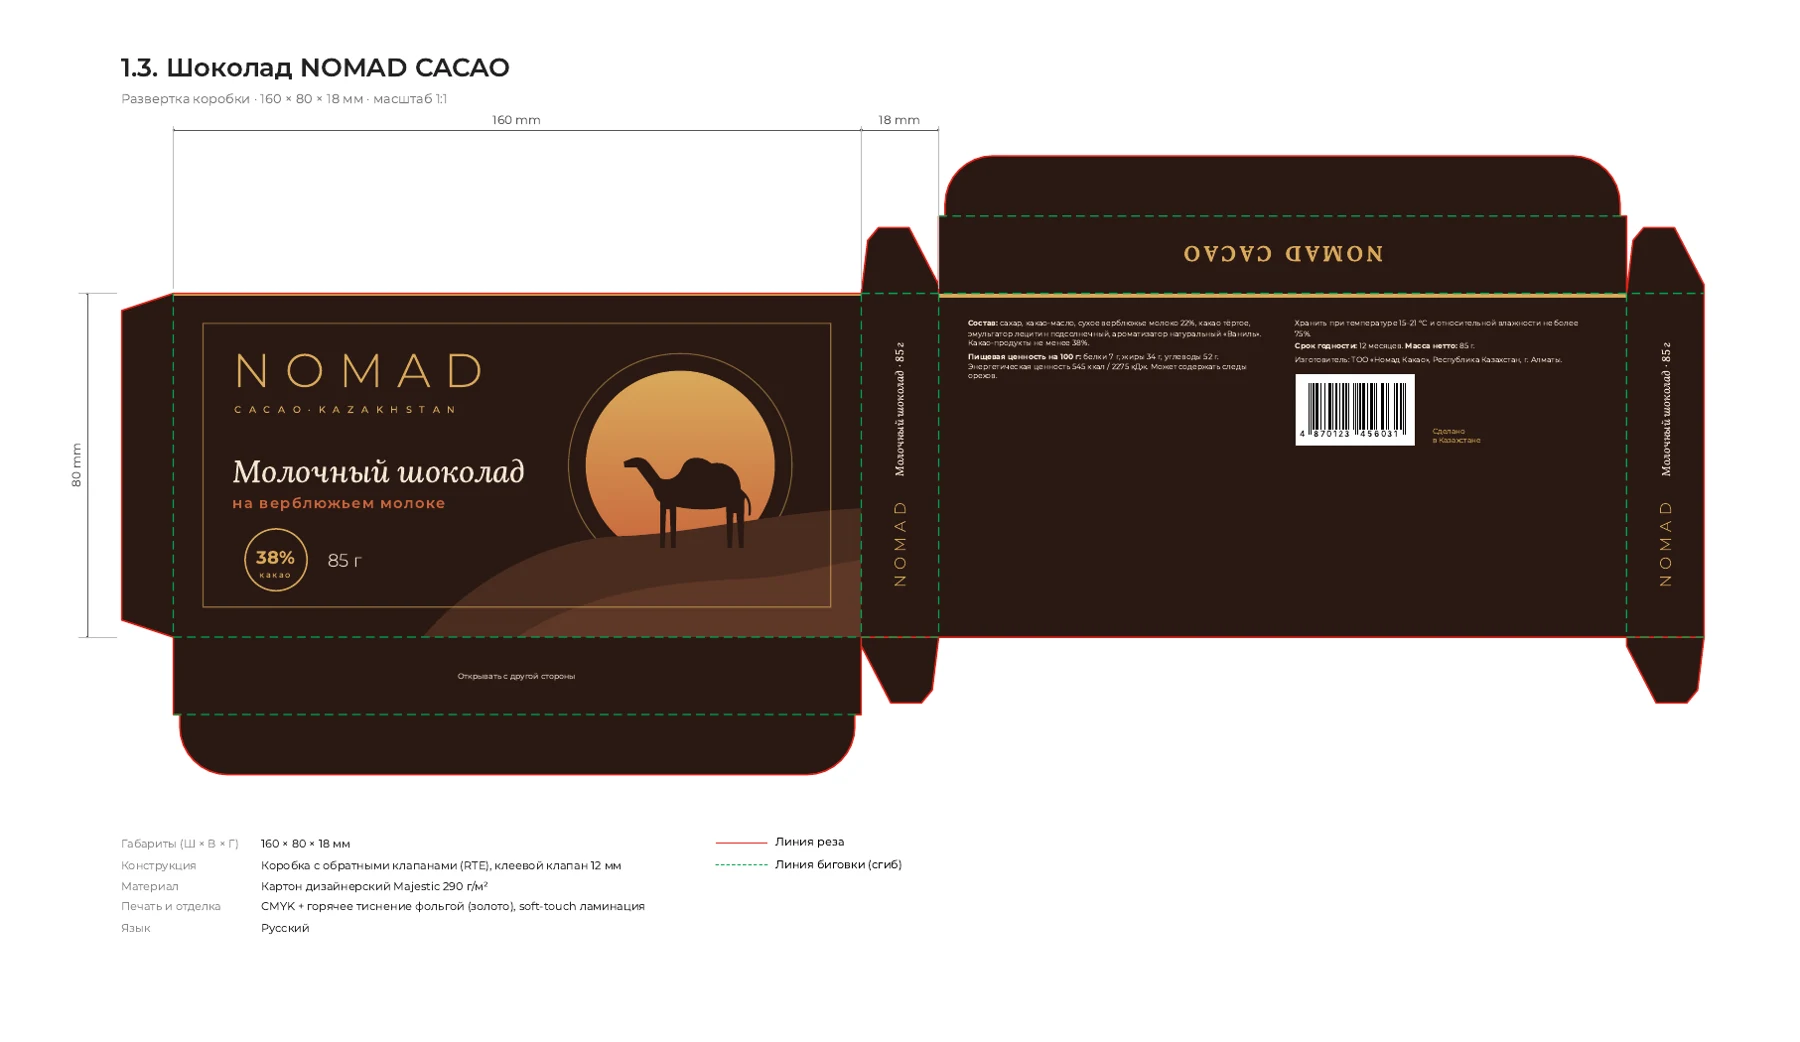 1.3. Шоколад NOMAD CACAO
Развертка коробки · 160 × 80 × 18 мм · масштаб 1:1
160 mm
18 mm
80 mm
NOMAD
CACAO·KAZAKHSTAN
Молочный шоколад
на верблюжьем молоке
38%
какао
85 г
Открывать с другой стороны
NOMAD Молочный шоколад · 85 г
NOMAD CACAO
Состав: сахар, какао-масло, сухое верблюжье молоко 22%, какао тёртое,
эмульгатор лецитин подсолнечный, ароматизатор натуральный «Ваниль».
Какао-продукты не менее 38%.
Пищевая ценность на 100 г: белки 7 г, жиры 34 г, углеводы 52 г.
Энергетическая ценность 545 ккал / 2275 кДж. Может содержать следы
орехов.
Хранить при температуре 15-21 °C и относительной влажности не более
75%.
Срок годности: 12 месяцев. Масса нетто: 85 г.
Изготовитель: ТОО «Номад Какао», Республика Казахстан, г. Алматы.
4 870123 456031
Сделано
в Казахстане
NOMAD Молочный шоколад · 85 г
Габариты (Ш × В × Г) 160 × 80 × 18 мм
Конструкция Коробка с обратными клапанами (RTE), клеевой клапан 12 мм
Материал Картон дизайнерский Majestic 290 г/м²
Печать и отделка CMYK + горячее тиснение фольгой (золото), soft-touch ламинация
Язык Русский
Линия реза
Линия биговки (сгиб)